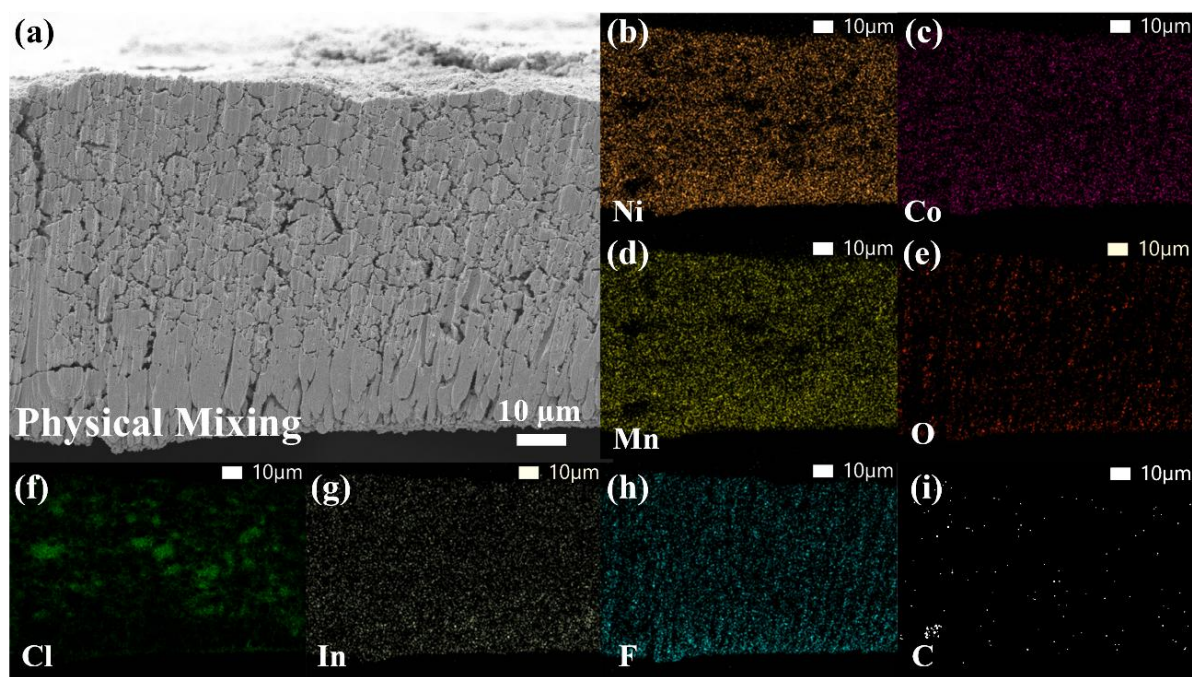 (a)
Physical Mixing
10 µm
(b)
10µm
Ni
(c)
10µm
Co
(d)
10µm
Mn
(e)
10µm
O
(f)
10µm
Cl
(g)
10µm
In
(h)
10µm
F
(i)
10µm
C